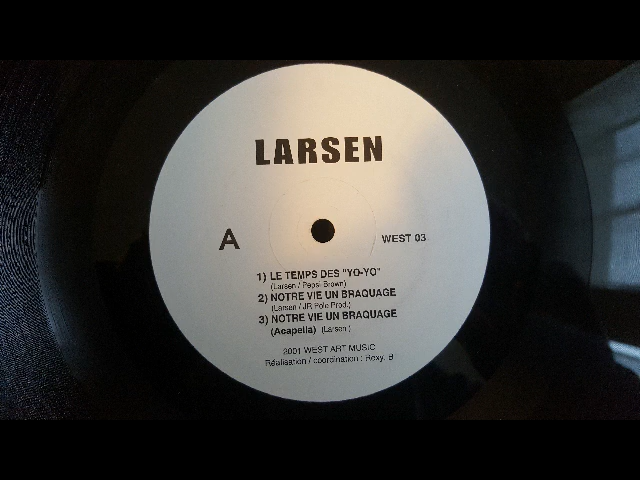 LARSEN
A
WEST 03
1) LE TEMPS DES "YO-YO"
(Larsen / Pepsi Brown)
2) NOTRE VIE UN BRAQUAGE
(Larsen / JR Pole Prod.)
3) NOTRE VIE UN BRAQUAGE
(Acapella) (Larsen )
2001 WEST ART MUSIC
Réalisation / coordination : Roxy. B